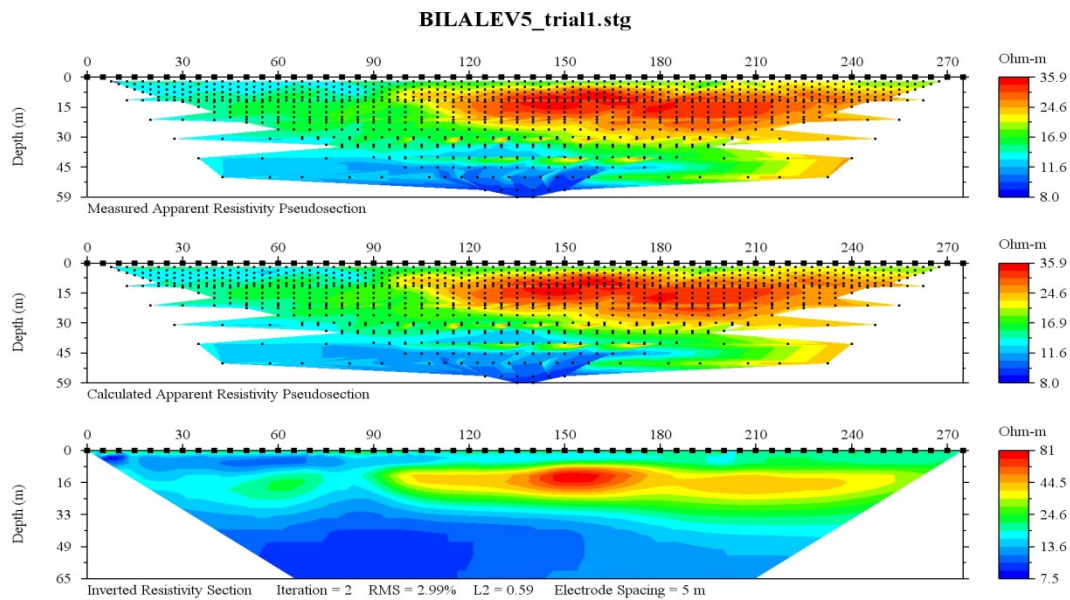 BILALEV5_trial1.stg
0 30 60 90 120 150 180 210 240 270
Ohm-m
Depth (m)
0
15
30
45
59
35.9
24.6
16.9
11.6
8.0
Measured Apparent Resistivity Pseudosection
0 30 60 90 120 150 180 210 240 270
Ohm-m
Depth (m)
0
15
30
45
59
35.9
24.6
16.9
11.6
8.0
Calculated Apparent Resistivity Pseudosection
0 30 60 90 120 150 180 210 240 270
Ohm-m
Depth (m)
0
16
33
49
65
81
44.5
24.6
13.6
7.5
Inverted Resistivity Section Iteration = 2 RMS = 2.99% L2 = 0.59 Electrode Spacing = 5 m